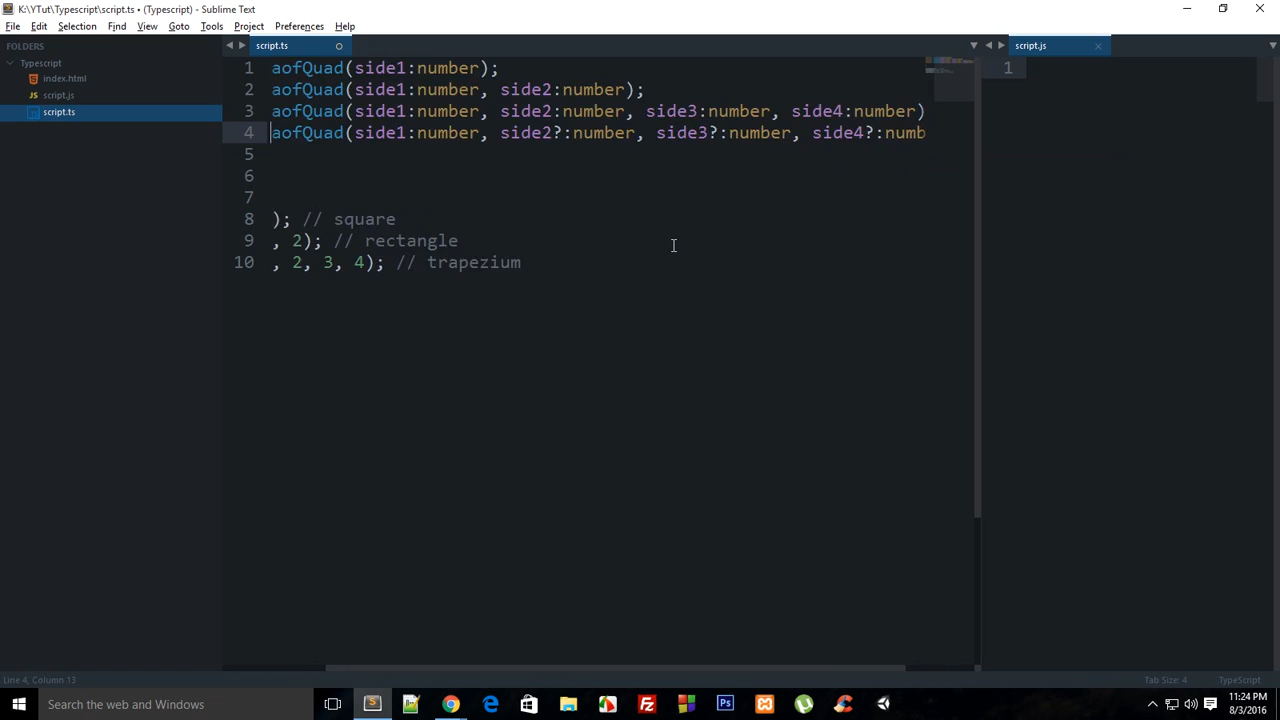 K:\YTut\Typescript\script.ts • (Typescript) - Sublime Text
File Edit Selection Find View Goto Tools Project Preferences Help
FOLDERS
Typescript
index.html
script.js
script.ts
script.ts
script.js
1 aofQuad(side1:number);
2 aofQuad(side1:number, side2:number);
3 aofQuad(side1:number, side2:number, side3:number, side4:number)
4 aofQuad(side1:number, side2?:number, side3?:number, side4?:numb
5
6
7
8 ); // square
9 , 2); // rectangle
10 , 2, 3, 4); // trapezium
1
Line 4, Column 13
Tab Size: 4
TypeScript
Search the web and Windows
11:24 PM
8/3/2016